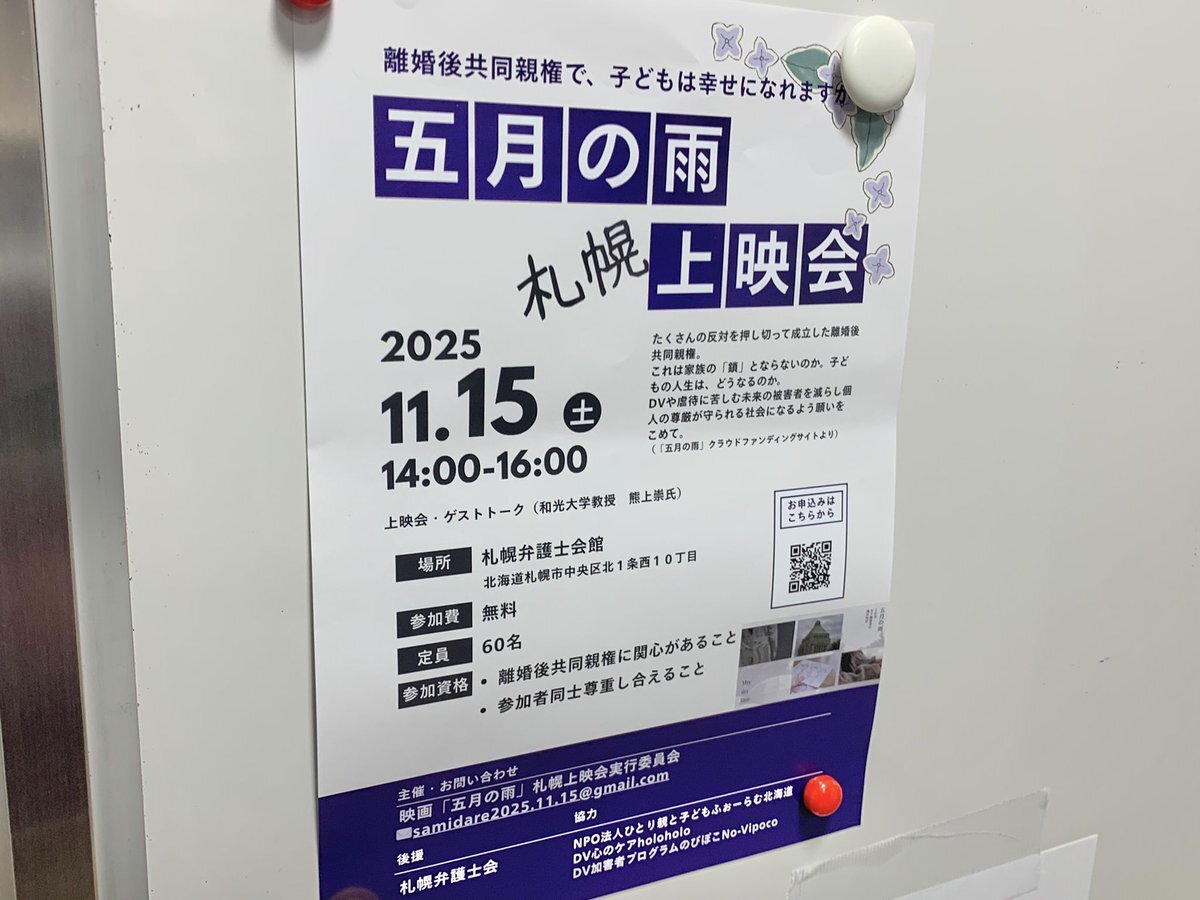 離婚後共同親権で、子どもは幸せになれますか
五月の雨
札幌
上映会
2025
11.15 土
14:00-16:00
たくさんの反対を押し切って成立した離婚後
共同親権。
これは家族の「鎖」とならないのか。子ど
もの人生は、どうなるのか。
DVや虐待に苦しむ未来の被害者を減らし個
人の尊厳が守られる社会になるよう願いを
こめて。
(「五月の雨」クラウドファンディングサイトより)
上映会・ゲストトーク(和光大学教授 熊上崇氏)
場所 札幌弁護士会館
北海道札幌市中央区北1条西10丁目
参加費 無料
定員 60名
参加資格
・離婚後共同親権に関心があること
・参加者同士尊重し合えること
お申込みは
こちらから
五月の雨
主催・お問い合わせ
映画「五月の雨」札幌上映会実行委員会
samidare2025.11.15@gmail.com
後援
札幌弁護士会
協力
NPO法人ひとり親と子どもふぉーらむ北海道
DV心のケアholoholo
DV加害者プログラムのびぽこNo-Vipoco